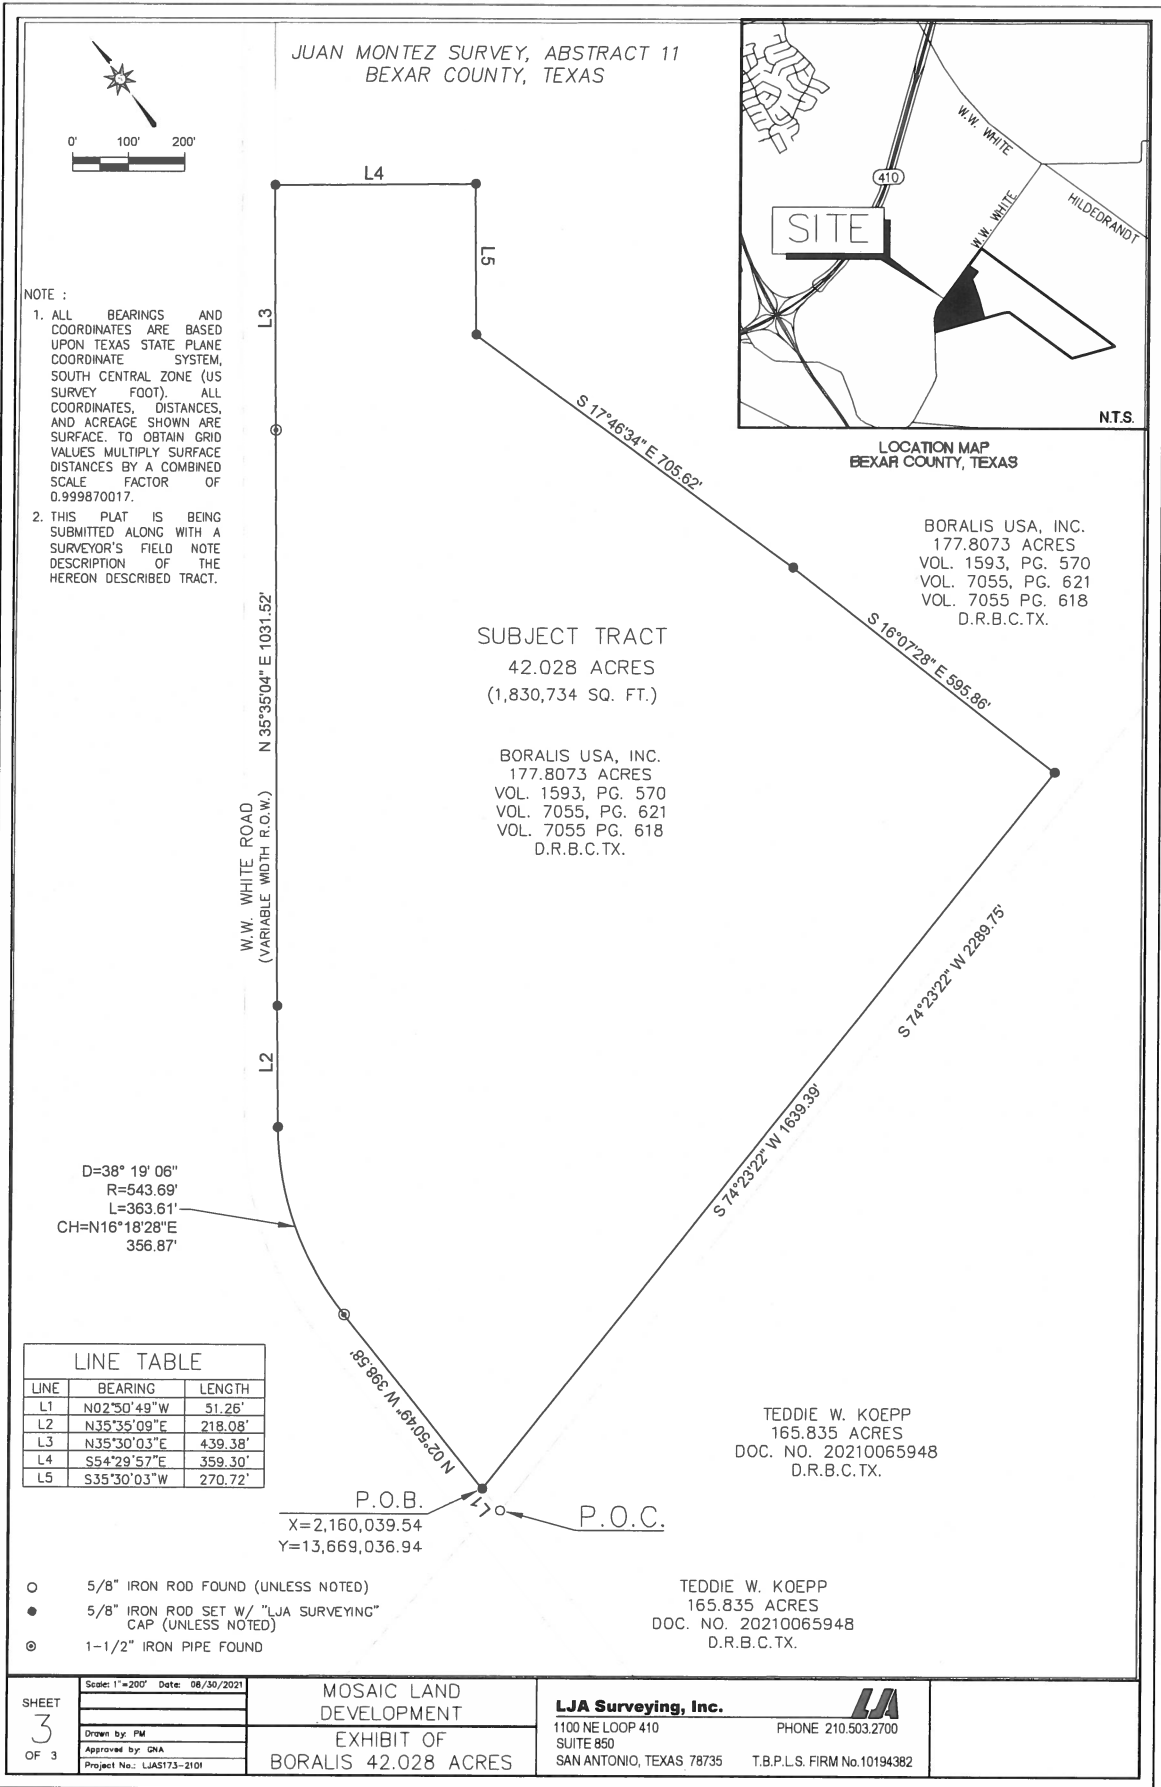 JUAN MONTEZ SURVEY, ABSTRACT 11
BEXAR COUNTY, TEXAS
0' 100' 200'
W.W. WHITE
410
W.W. WHITE
HILDEDRANDT
SITE
N.T.S.
LOCATION MAP
BEXAR COUNTY, TEXAS
L4
L5
L3
NOTE :
1. ALL BEARINGS AND
COORDINATES ARE BASED
UPON TEXAS STATE PLANE
COORDINATE SYSTEM,
SOUTH CENTRAL ZONE (US
SURVEY FOOT). ALL
COORDINATES, DISTANCES,
AND ACREAGE SHOWN ARE
SURFACE. TO OBTAIN GRID
VALUES MULTIPLY SURFACE
DISTANCES BY A COMBINED
SCALE FACTOR OF
0.999870017.
2. THIS PLAT IS BEING
SUBMITTED ALONG WITH A
SURVEYOR'S FIELD NOTE
DESCRIPTION OF THE
HEREON DESCRIBED TRACT.
S 17°46'34" E 705.62'
BORALIS USA, INC.
177.8073 ACRES
VOL. 1593, PG. 570
VOL. 7055, PG. 621
VOL. 7055 PG. 618
D.R.B.C.TX.
S 16°07'28" E 595.86'
SUBJECT TRACT
42.028 ACRES
(1,830,734 SQ. FT.)
BORALIS USA, INC.
177.8073 ACRES
VOL. 1593, PG. 570
VOL. 7055, PG. 621
VOL. 7055 PG. 618
D.R.B.C.TX.
N 35°35'04" E 1031.52'
W.W. WHITE ROAD
(VARIABLE WIDTH R.O.W.)
L2
S 74°23'22" W 2289.75'
S 74°23'22" W 1639.39'
D=38° 19' 06"
R=543.69'
L=363.61'
CH=N16°18'28"E
356.87'
LINE TABLE
LINE BEARING LENGTH
L1 N02°50'49"W 51.26'
L2 N35°35'09"E 218.08'
L3 N35°30'03"E 439.38'
L4 S54°29'57"E 359.30'
L5 S35°30'03"W 270.72'
N 02°50'49" W 398.58'
P.O.B.
X=2,160,039.54
Y=13,669,036.94
L1
P.O.C.
TEDDIE W. KOEPP
165.835 ACRES
DOC. NO. 20210065948
D.R.B.C.TX.
5/8" IRON ROD FOUND (UNLESS NOTED)
5/8" IRON ROD SET W/ "LJA SURVEYING"
CAP (UNLESS NOTED)
1-1/2" IRON PIPE FOUND
TEDDIE W. KOEPP
165.835 ACRES
DOC. NO. 20210065948
D.R.B.C.TX.
SHEET
3
OF 3
Scale: 1"=200' Date: 08/30/2021
Drawn by: PM
Approved by: GNA
Project No.: LJAS173-2101
MOSAIC LAND
DEVELOPMENT
EXHIBIT OF
BORALIS 42.028 ACRES
LJA Surveying, Inc.
LJA
1100 NE LOOP 410 PHONE 210.503.2700
SUITE 850
SAN ANTONIO, TEXAS 78735 T.B.P.L.S. FIRM No.10194382